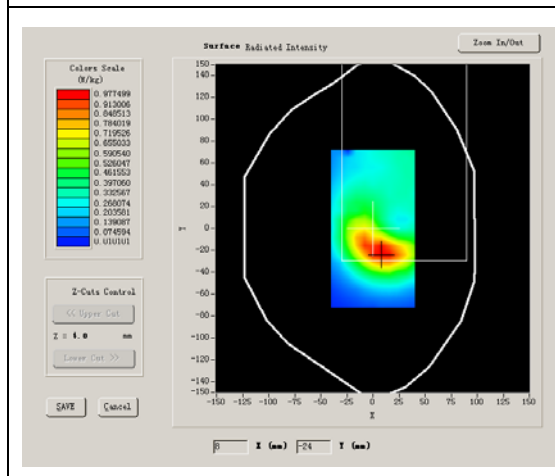 Surface Radiated Intensity
Zoom In/Out
Colors Scale
(W/kg)
0.977499
0.913006
0.848513
0.784019
0.719526
0.655033
0.590540
0.526047
0.461553
0.397060
0.332567
0.268074
0.203581
0.139087
0.074594
0.010101
150
140
120
100
80
60
40
20
0
-20
-40
-60
-80
-100
-120
-140
-150
Y
-150 -125 -100 -75 -50 -25 0 25 50 75 100 125 150
X
Z-Cuts Control
<< Upper Cut
Z = 4.0 mm
Lower Cut >>
SAVE Cancel
8 X (mm) -24 Y (mm)